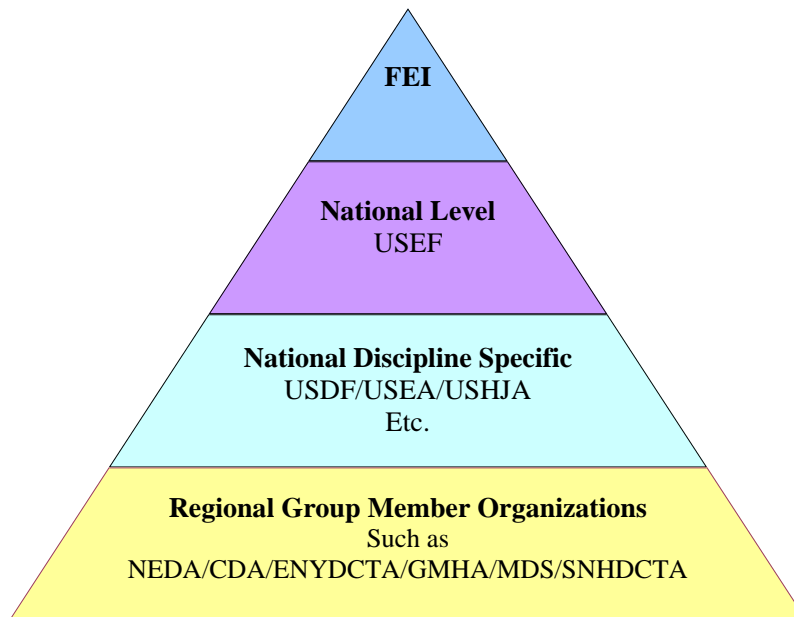 FEI
National Level
USEF
National Discipline Specific
USDF/USEA/USHJA
Etc.
Regional Group Member Organizations
Such as
NEDA/CDA/ENYDCTA/GMHA/MDS/SNHDCTA